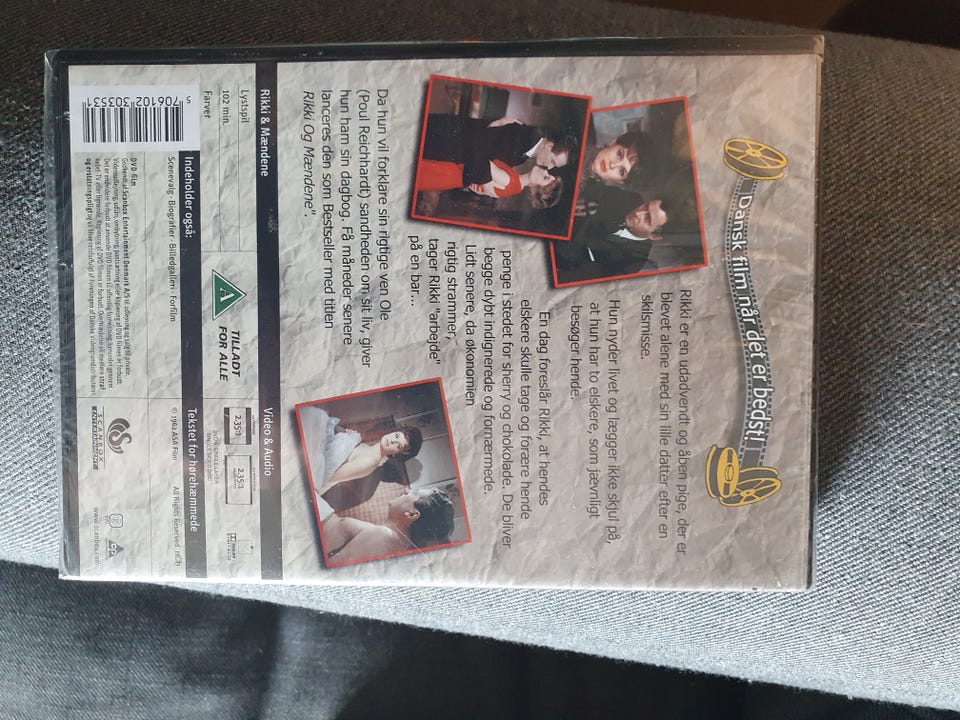 Dansk film når det er bedst!
Rikki er en udadvendt og åben pige, der er
blevet alene med sin lille datter efter en
skilsmisse.
Hun nyder livet og lægger ikke skjul på,
at hun har to elskere, som jævnligt
besøger hende.
En dag foreslår Rikki, at hendes
elskere skulle tage og forære hende
penge i stedet for sherry og chokolade. De bliver
begge dybt indignerede og fornærmede.
Lidt senere, da økonomien
rigtig strammer,
tager Rikki "arbejde"
på en bar...
Da hun vil forklare sin rigtige ven Ole
(Poul Reichhardt) sandheden om sit liv, giver
hun ham sin dagbog. Få måneder senere
lanceres den som Bestseller med titlen
Rikki Og Mændene".
Rikki & Mændene
Video & Audio
Lystspil
102 min.
Farver
TILLADT
FOR ALLE
A
2.35:1
2.35:1
Indeholder også:
Tekstet for hørehæmmede
Scenevalg · Biografier · Billedgalleri · Forfilm
© 1962 ASA Film
All Rights Reserved
DVD film
SCANBOX
ENTERTAINMENT
www.scanbox.com
5 706102 303531